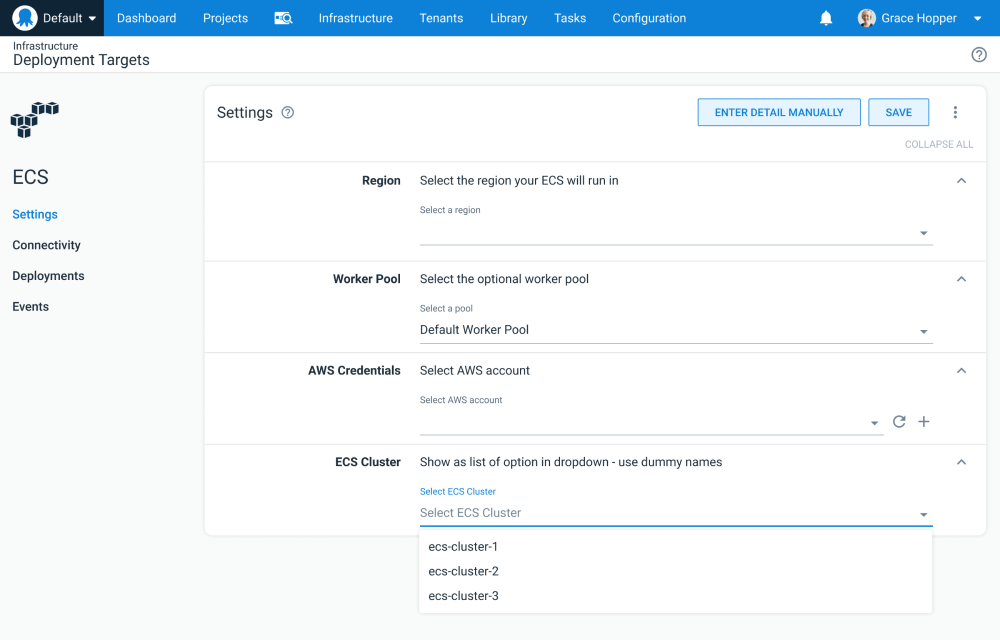 Default Dashboard Projects Infrastructure Tenants Library Tasks Configuration Grace Hopper
Infrastructure
Deployment Targets
ECS
Settings
Connectivity
Deployments
Events
Settings ENTER DETAIL MANUALLY SAVE
COLLAPSE ALL
Region Select the region your ECS will run in
Select a region
Worker Pool Select the optional worker pool
Select a pool
Default Worker Pool
AWS Credentials Select AWS account
Select AWS account
ECS Cluster Show as list of option in dropdown - use dummy names
Select ECS Cluster
Select ECS Cluster
ecs-cluster-1
ecs-cluster-2
ecs-cluster-3